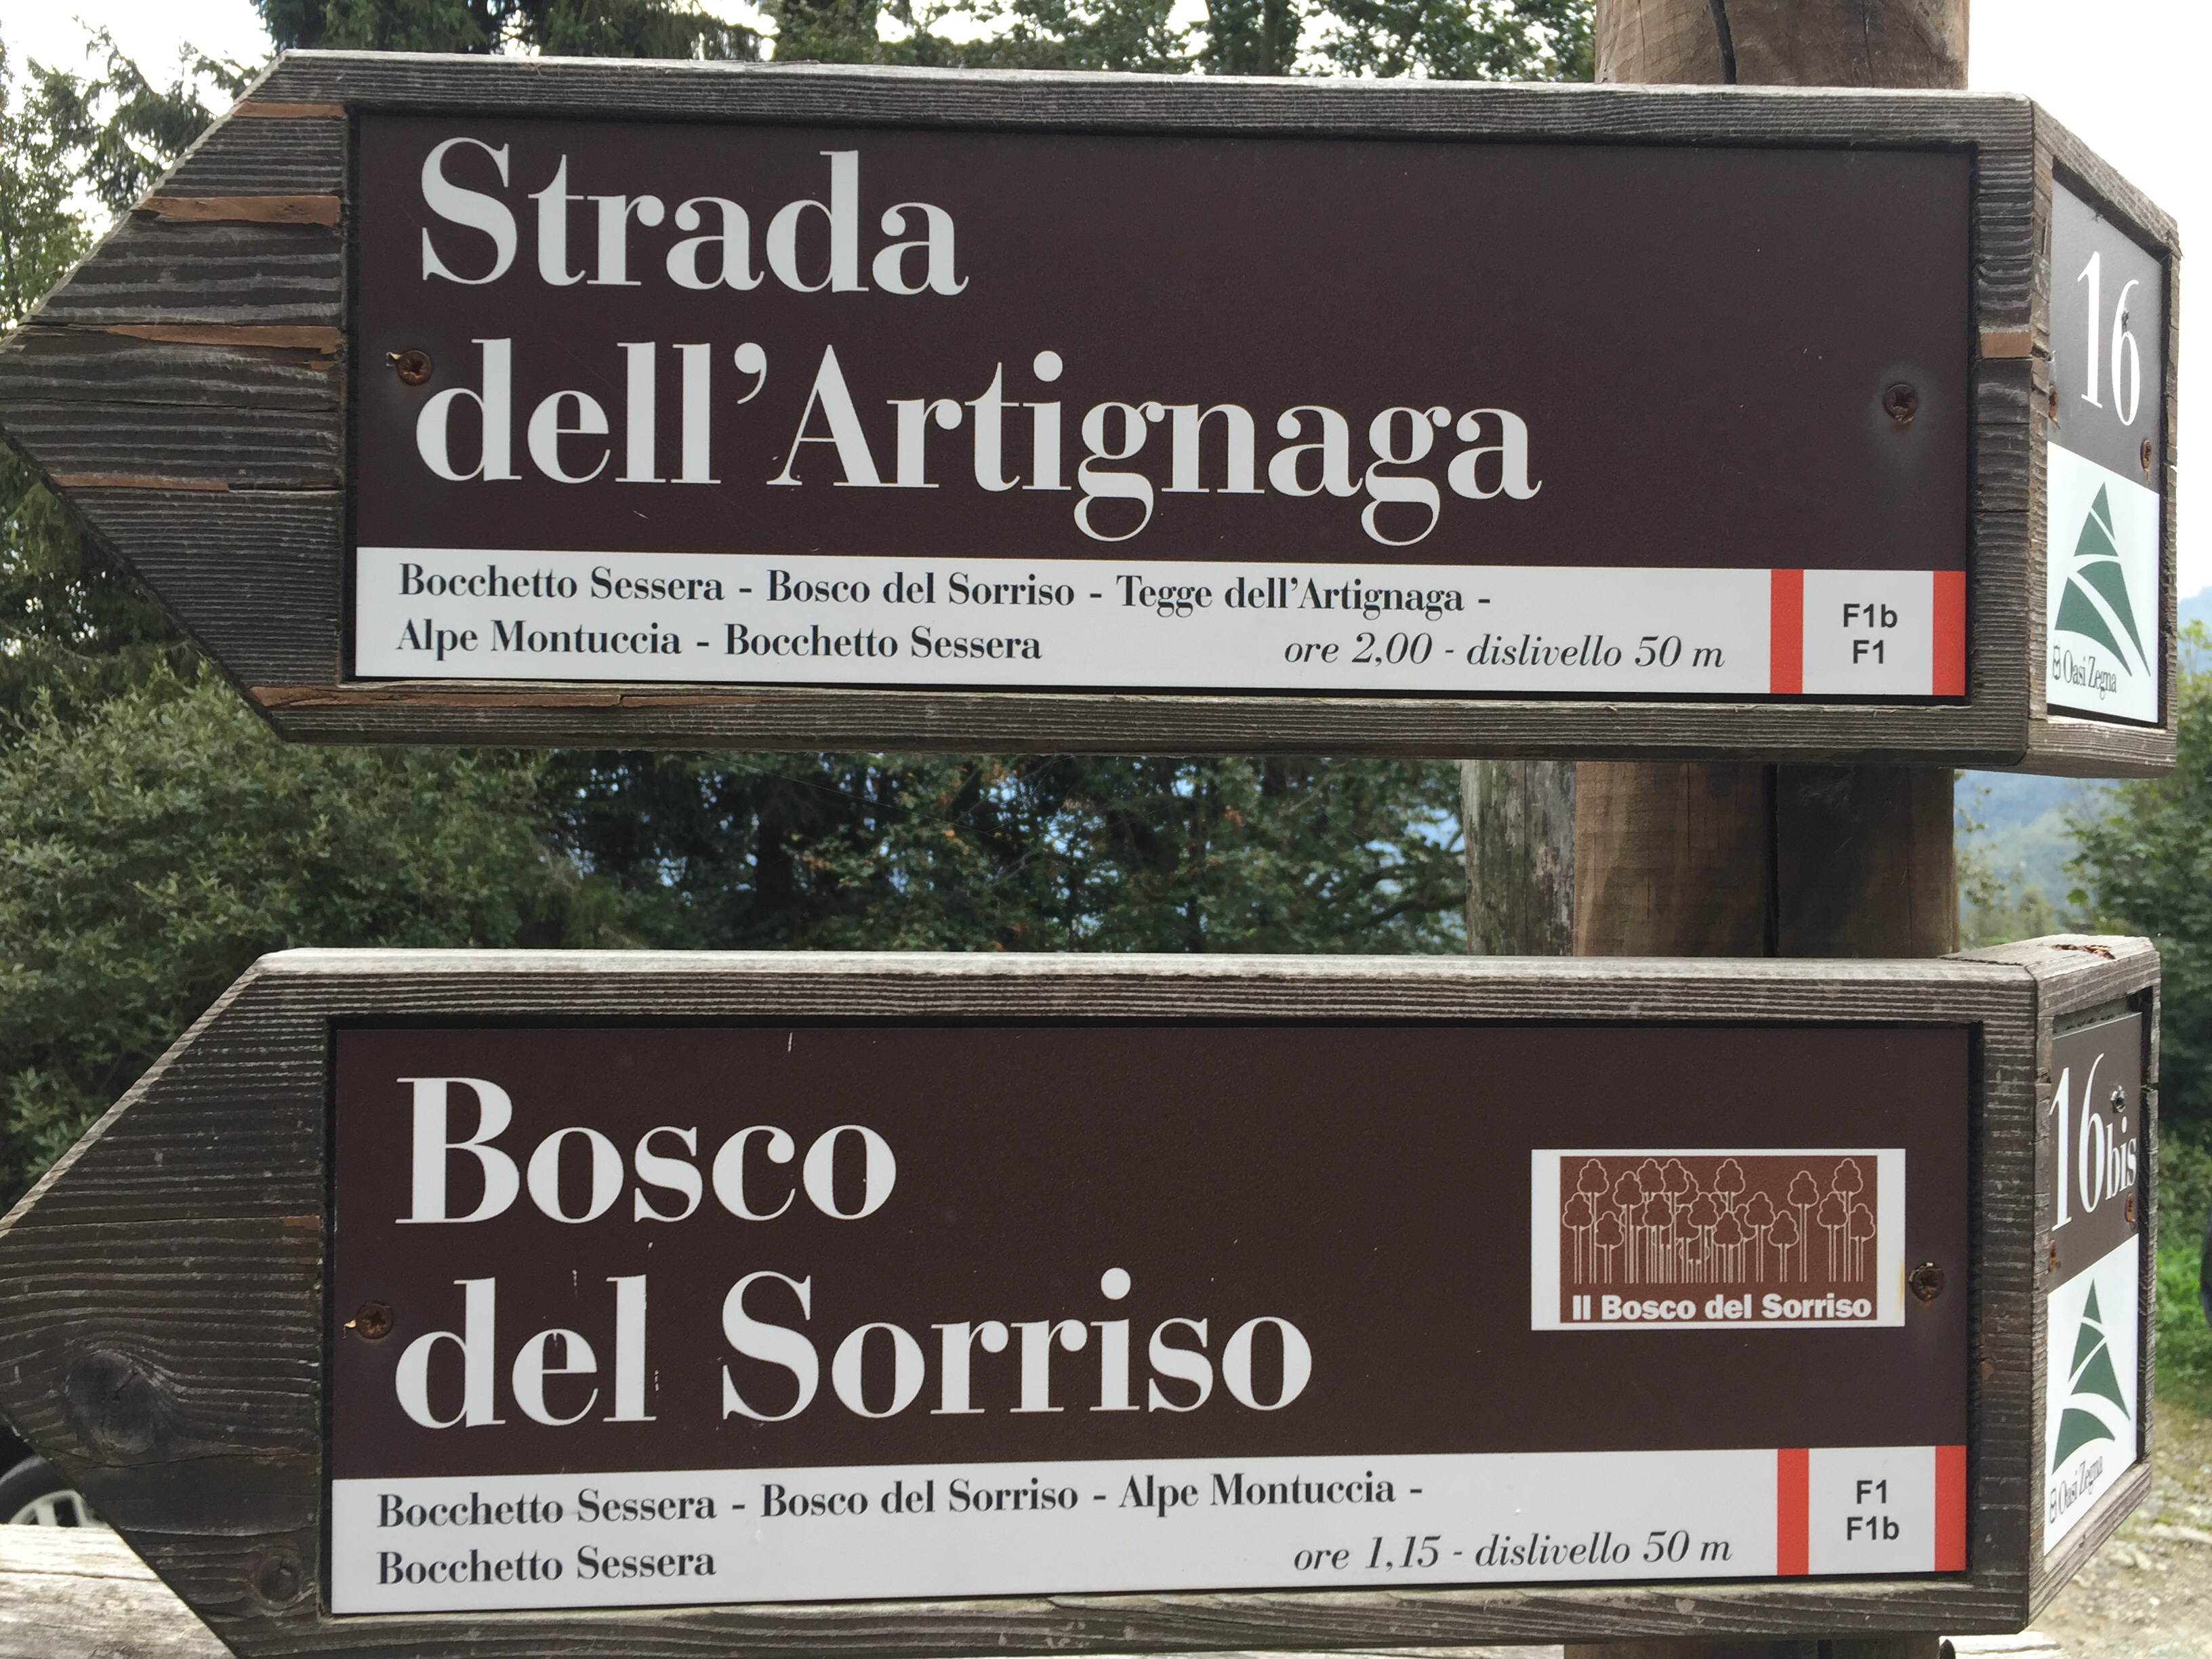 Strada
dell'Artignaga
Bocchetto Sessera - Bosco del Sorriso - Tegge dell'Artignaga -
Alpe Montuccia - Bocchetto Sessera
ore 2,00 - dislivello 50 m
F1b
F1
16
Oasi Zegna
Bosco
del Sorriso
Il Bosco del Sorriso
Bocchetto Sessera - Bosco del Sorriso - Alpe Montuccia -
Bocchetto Sessera
ore 1,15 - dislivello 50 m
F1
F1b
16bis
Oasi Zegna